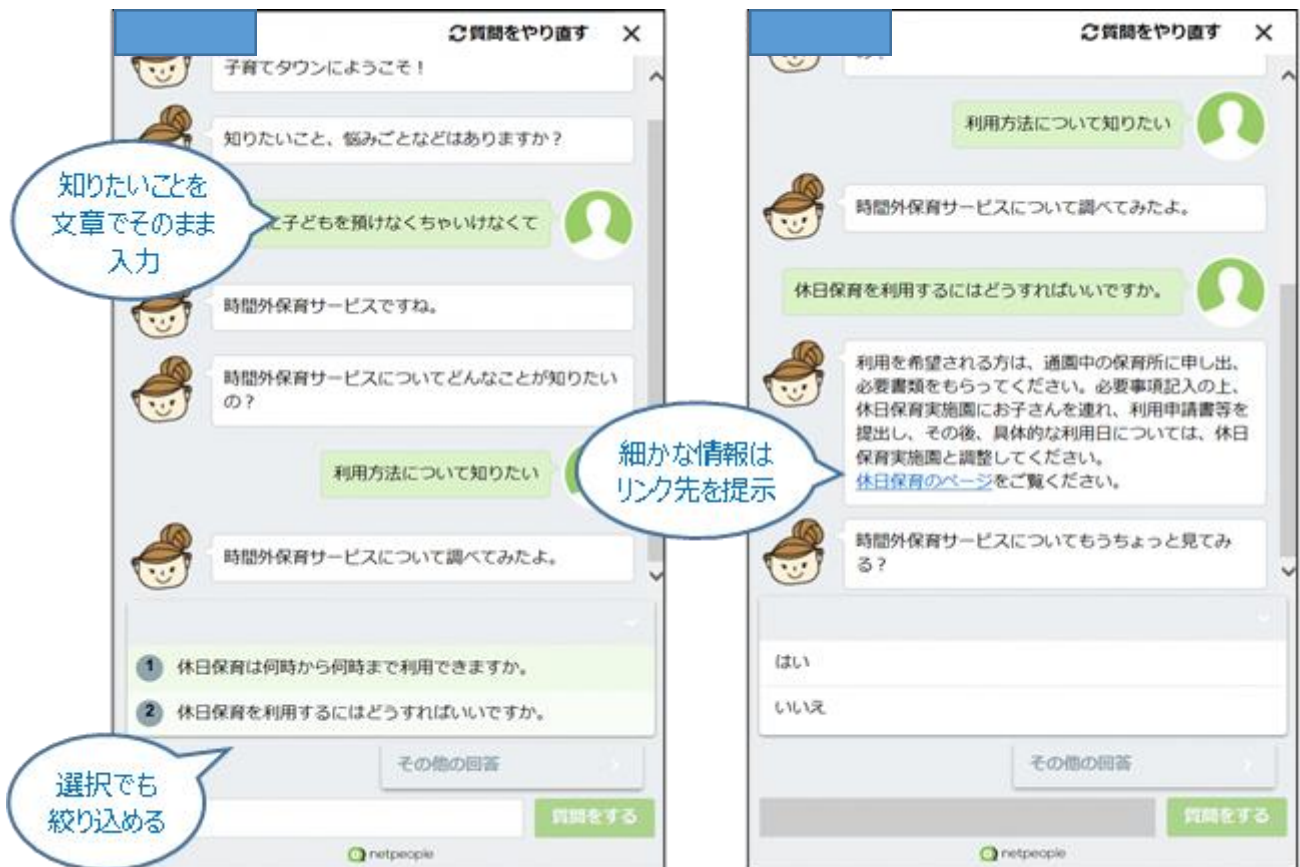 質問をやり直す ×
子育てタウンにようこそ！
知りたいこと、悩みごとなどはありますか？
知りたいことを
文章でそのまま
入力
に子どもを預けなくちゃいけなくて
時間外保育サービスですね。
時間外保育サービスについてどんなことが知りたい
の？
利用方法について知りたい
時間外保育サービスについて調べてみたよ。
1 休日保育は何時から何時まで利用できますか。
2 休日保育を利用するにはどうすればいいですか。
その他の回答
選択でも
絞り込める
質問をする
netpeople
質問をやり直す ×
利用方法について知りたい
時間外保育サービスについて調べてみたよ。
休日保育を利用するにはどうすればいいですか。
利用を希望される方は、通園中の保育所に申し出、
必要書類をもらってください。必要事項記入の上、
休日保育実施園にお子さんを連れ、利用申請書等を
提出し、その後、具体的な利用日については、休日
保育実施園と調整してください。
休日保育のページをご覧ください。
細かな情報は
リンク先を提示
時間外保育サービスについてもうちょっと見てみ
る？
はい
いいえ
その他の回答
質問をする
netpeople